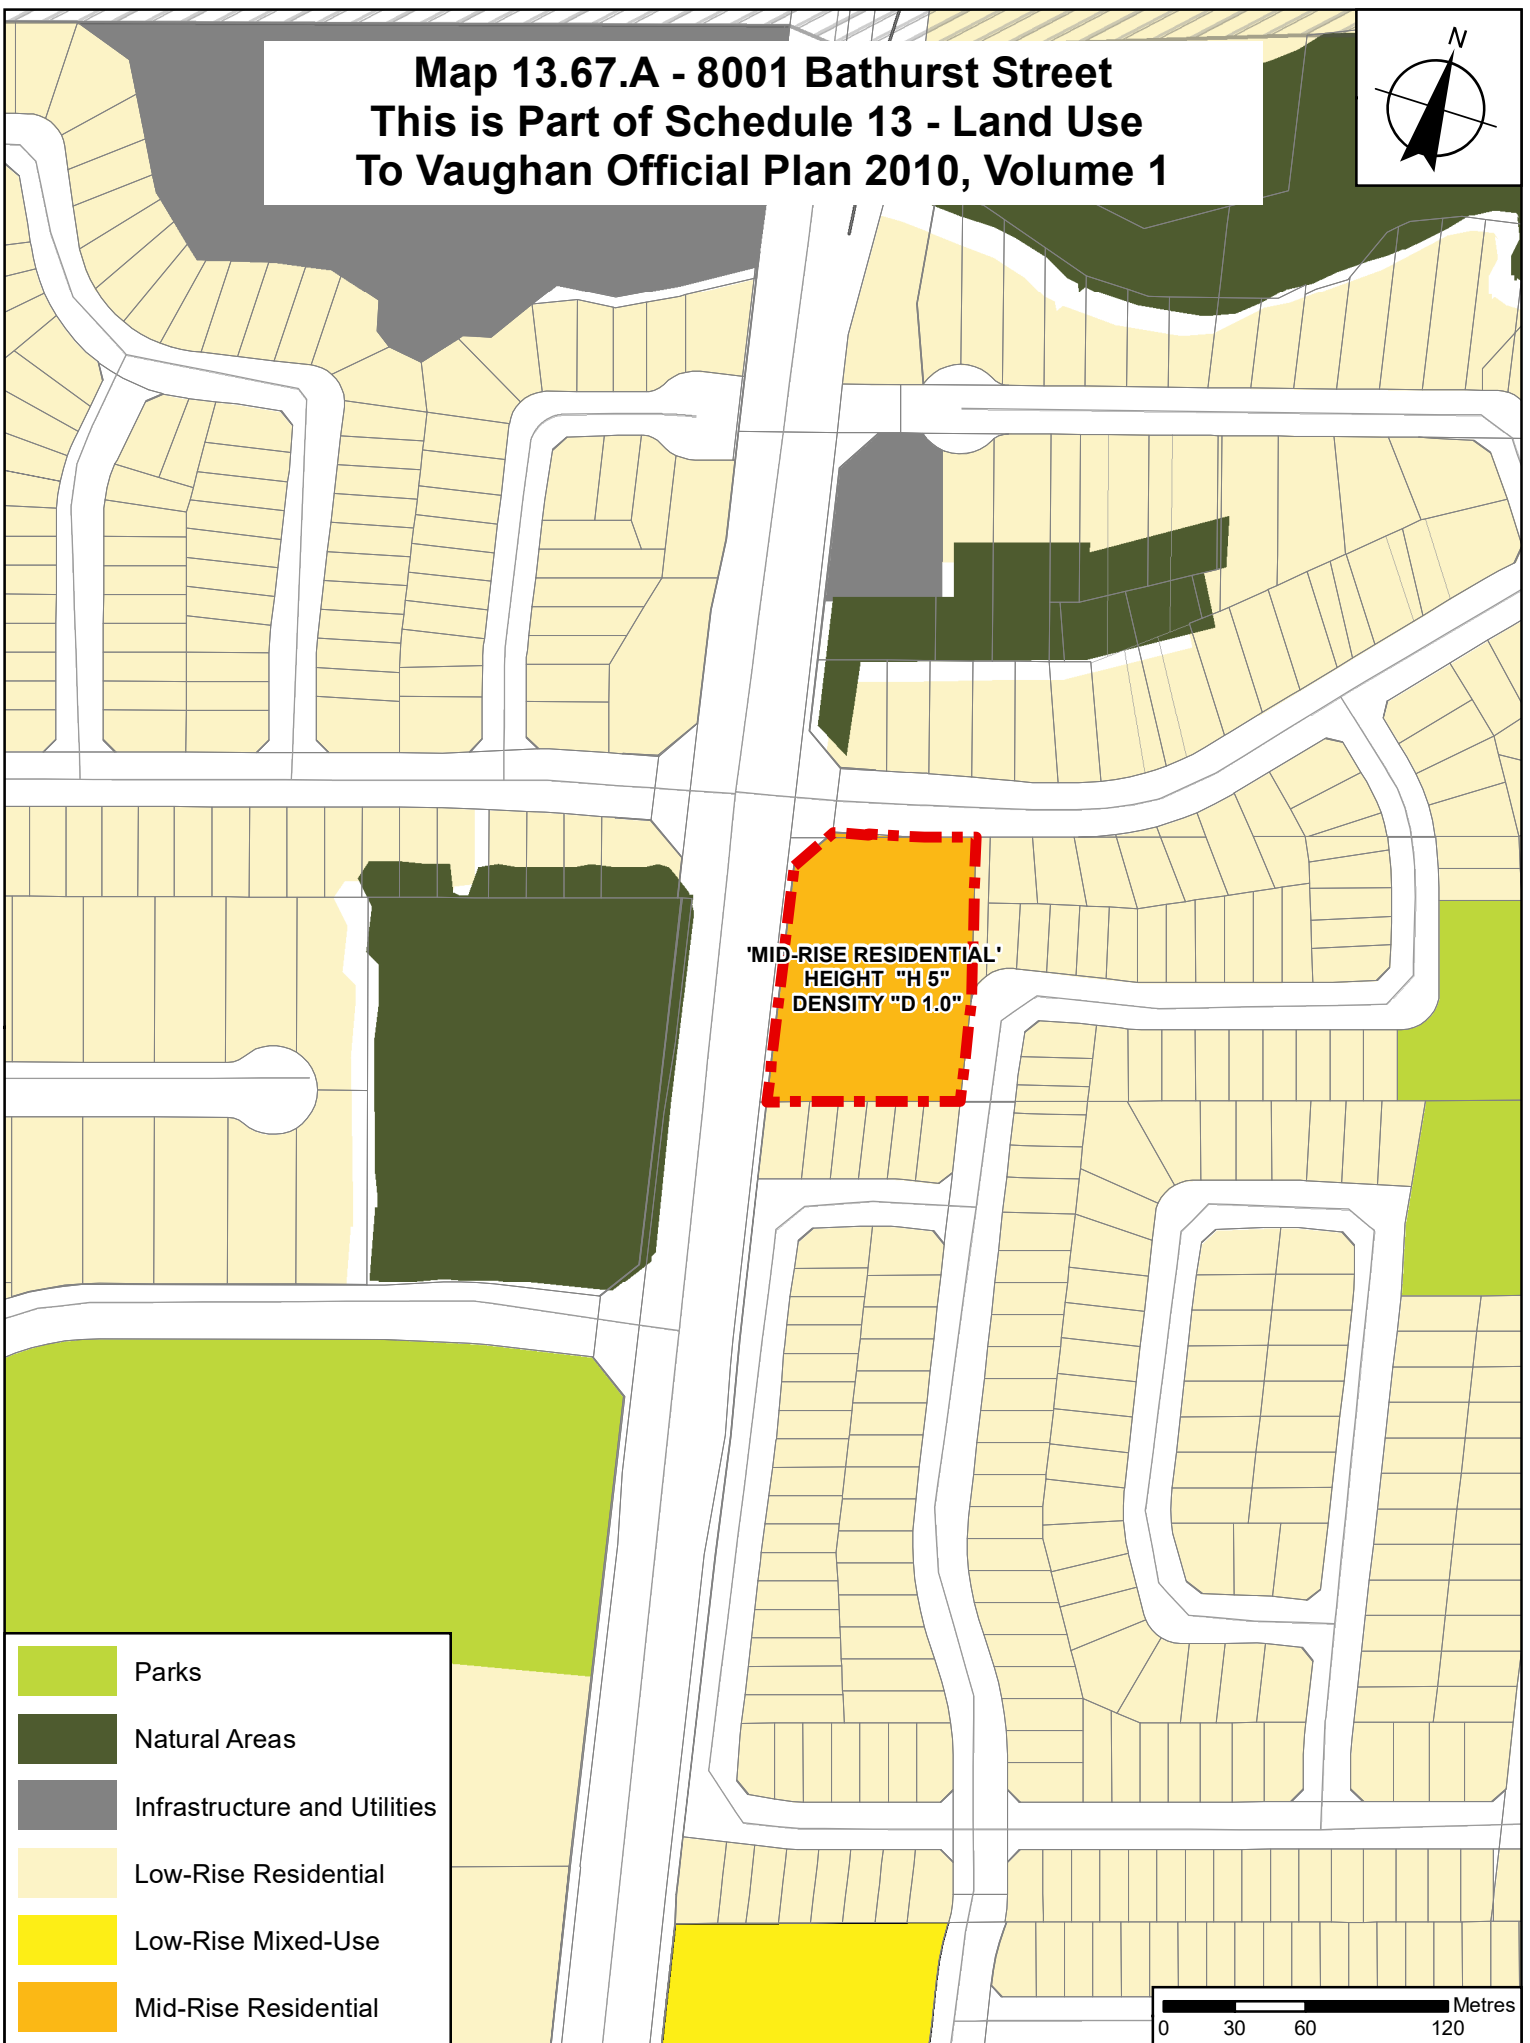 Map 13.67.A - 8001 Bathurst Street
This is Part of Schedule 13 - Land Use
To Vaughan Official Plan 2010, Volume 1
N
'MID-RISE RESIDENTIAL'
HEIGHT "H 5"
DENSITY "D 1.0"
Parks
Natural Areas
Infrastructure and Utilities
Low-Rise Residential
Low-Rise Mixed-Use
Mid-Rise Residential
Metres
0 30 60 120